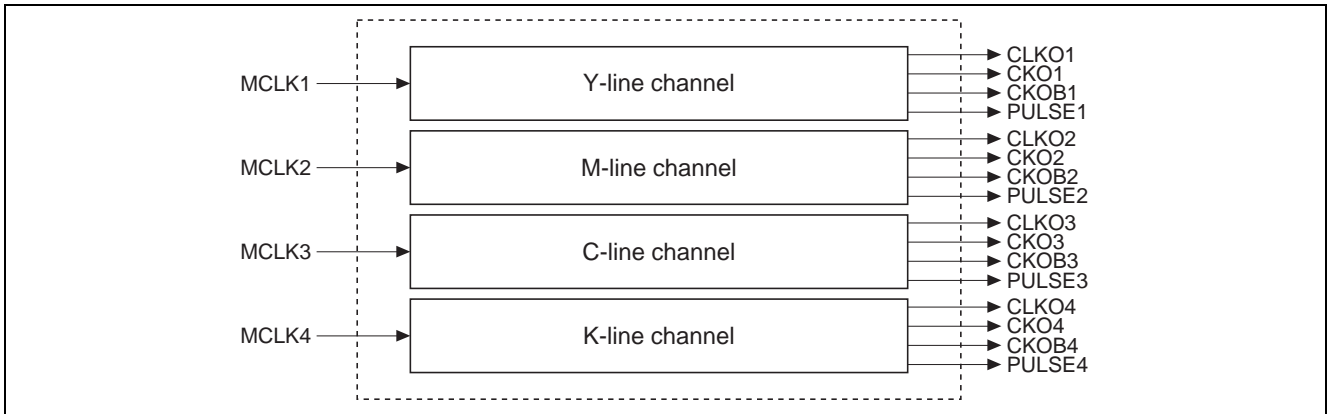 MCLK1
Y-line channel
CLKO1
CKO1
CKOB1
PULSE1
MCLK2
M-line channel
CLKO2
CKO2
CKOB2
PULSE2
MCLK3
C-line channel
CLKO3
CKO3
CKOB3
PULSE3
MCLK4
K-line channel
CLKO4
CKO4
CKOB4
PULSE4